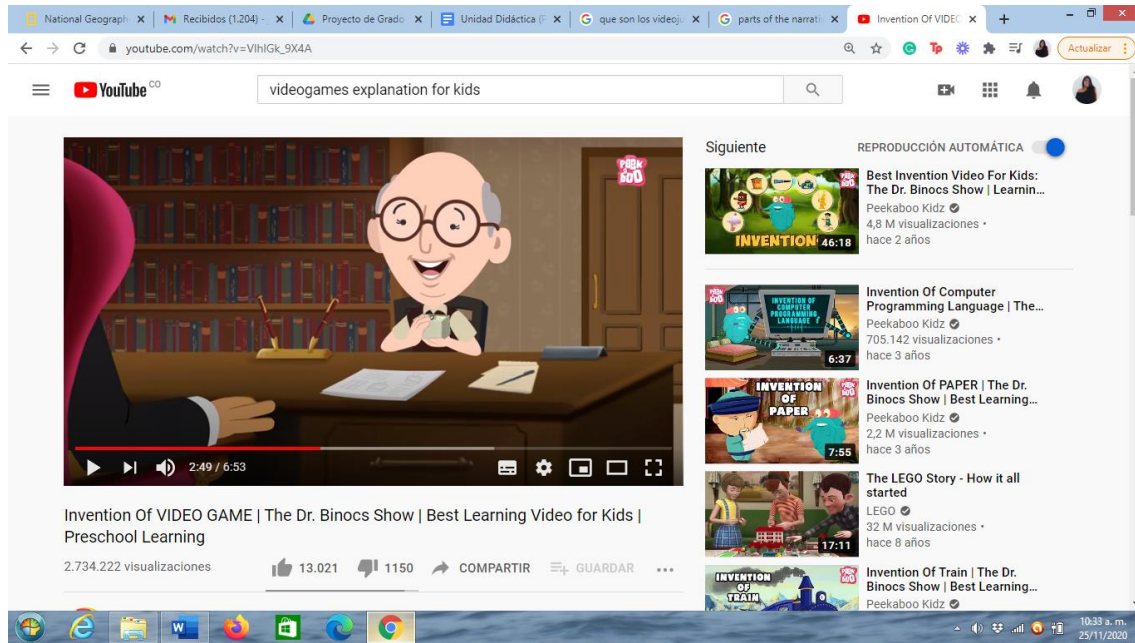 National Geograph
Recibidos (1.204) -
Proyecto de Grado
Unidad Didáctica (F
que son los videoju
parts of the narrati
Invention Of VIDEO
youtube.com/watch?v=VIhIGk_9X4A
Actualizar
YouTube CO
videogames explanation for kids
PEEK A BOO
2:49 / 6:53
Invention Of VIDEO GAME | The Dr. Binocs Show | Best Learning Video for Kids |
Preschool Learning
2.734.222 visualizaciones
13.021
1150
COMPARTIR
GUARDAR
Siguiente
REPRODUCCIÓN AUTOMÁTICA
INVENTION
46:18
Best Invention Video For Kids:
The Dr. Binocs Show | Learnin...
Peekaboo Kidz
4,8 M visualizaciones •
hace 2 años
INVENTION OF
COMPUTER
PROGRAMMING
LANGUAGE
6:37
Invention Of Computer
Programming Language | The...
Peekaboo Kidz
705.142 visualizaciones •
hace 3 años
INVENTION
OF
PAPER
7:55
Invention Of PAPER | The Dr.
Binocs Show | Best Learning...
Peekaboo Kidz
2,2 M visualizaciones •
hace 3 años
17:11
The LEGO Story - How it all
started
LEGO
32 M visualizaciones •
hace 8 años
INVENTION
OF
TRAIN
Invention Of Train | The Dr.
Binocs Show | Best Learning...
Peekaboo Kidz
10:33 a. m.
25/11/2020